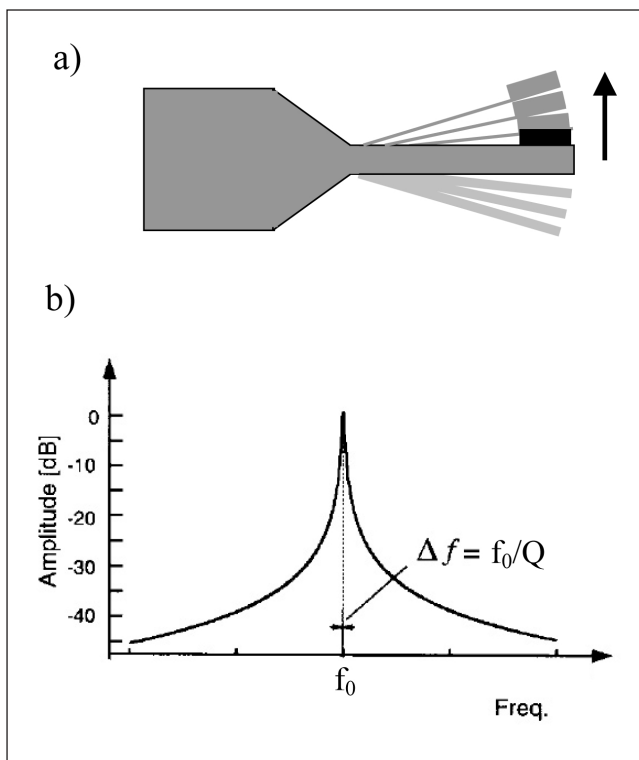 a)
b)
0
-10
-20
-30
-40
Amplitude [dB]
Δf = f₀/Q
f₀
Freq.